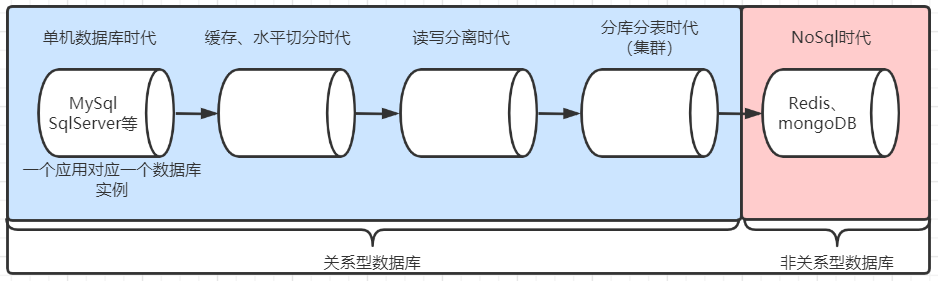 单机数据库时代
缓存、水平切分时代
读写分离时代
分库分表时代
（集群）
NoSql时代
MySql
SqlServer等
Redis、
mongoDB
一个应用对应一个数据库
实例
关系型数据库
非关系型数据库